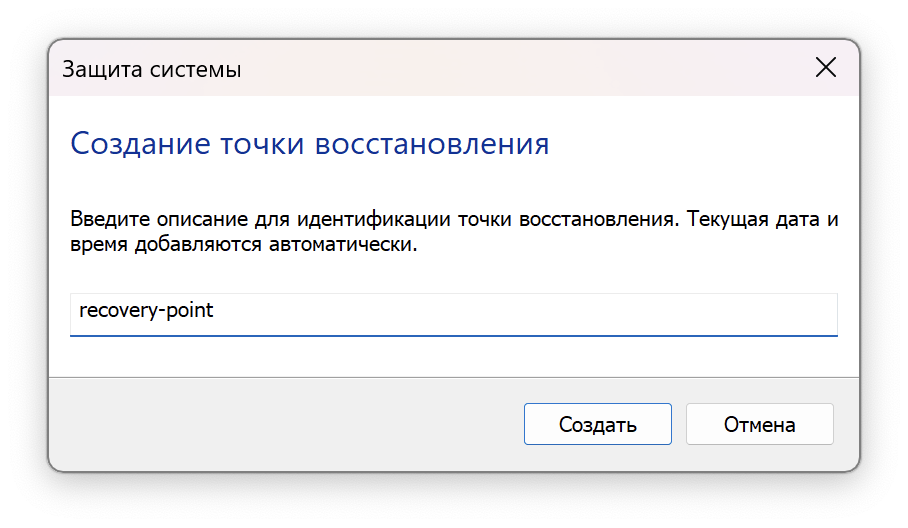 Защита системы
Создание точки восстановления
Введите описание для идентификации точки восстановления. Текущая дата и
время добавляются автоматически.
recovery-point
Создать
Отмена